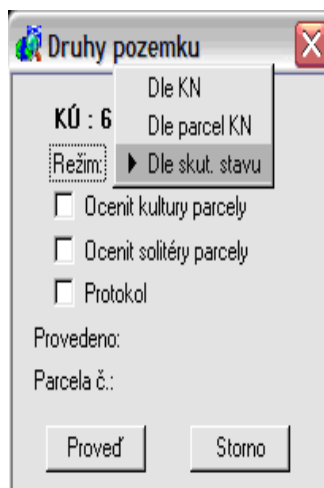 Druhy pozemku
Dle KN
KÚ : 6
Dle parcel KN
Režim:
Dle skut. stavu
Ocenit kultury parcely
Ocenit solitéry parcely
Protokol
Provedeno:
Parcela č.:
Proveď
Storno